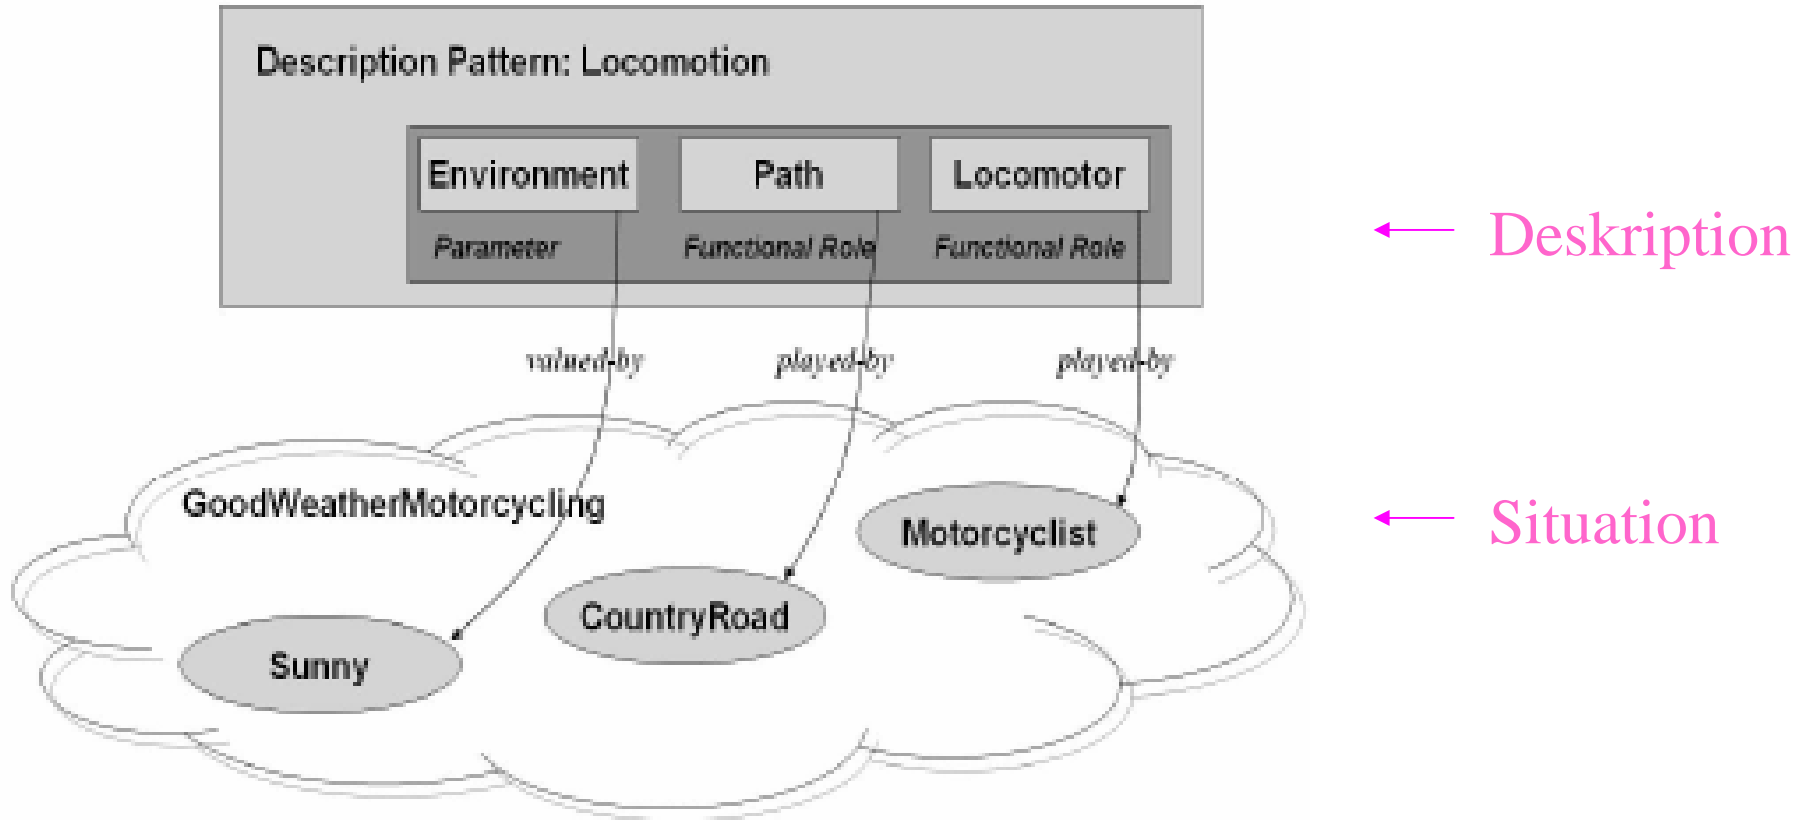 Description Pattern: Locomotion
Environment Path Locomotor
Parameter Functional Role Functional Role
Deskription
valued-by played-by played-by
GoodWeatherMotorcycling
Motorcyclist
Situation
CountryRoad
Sunny